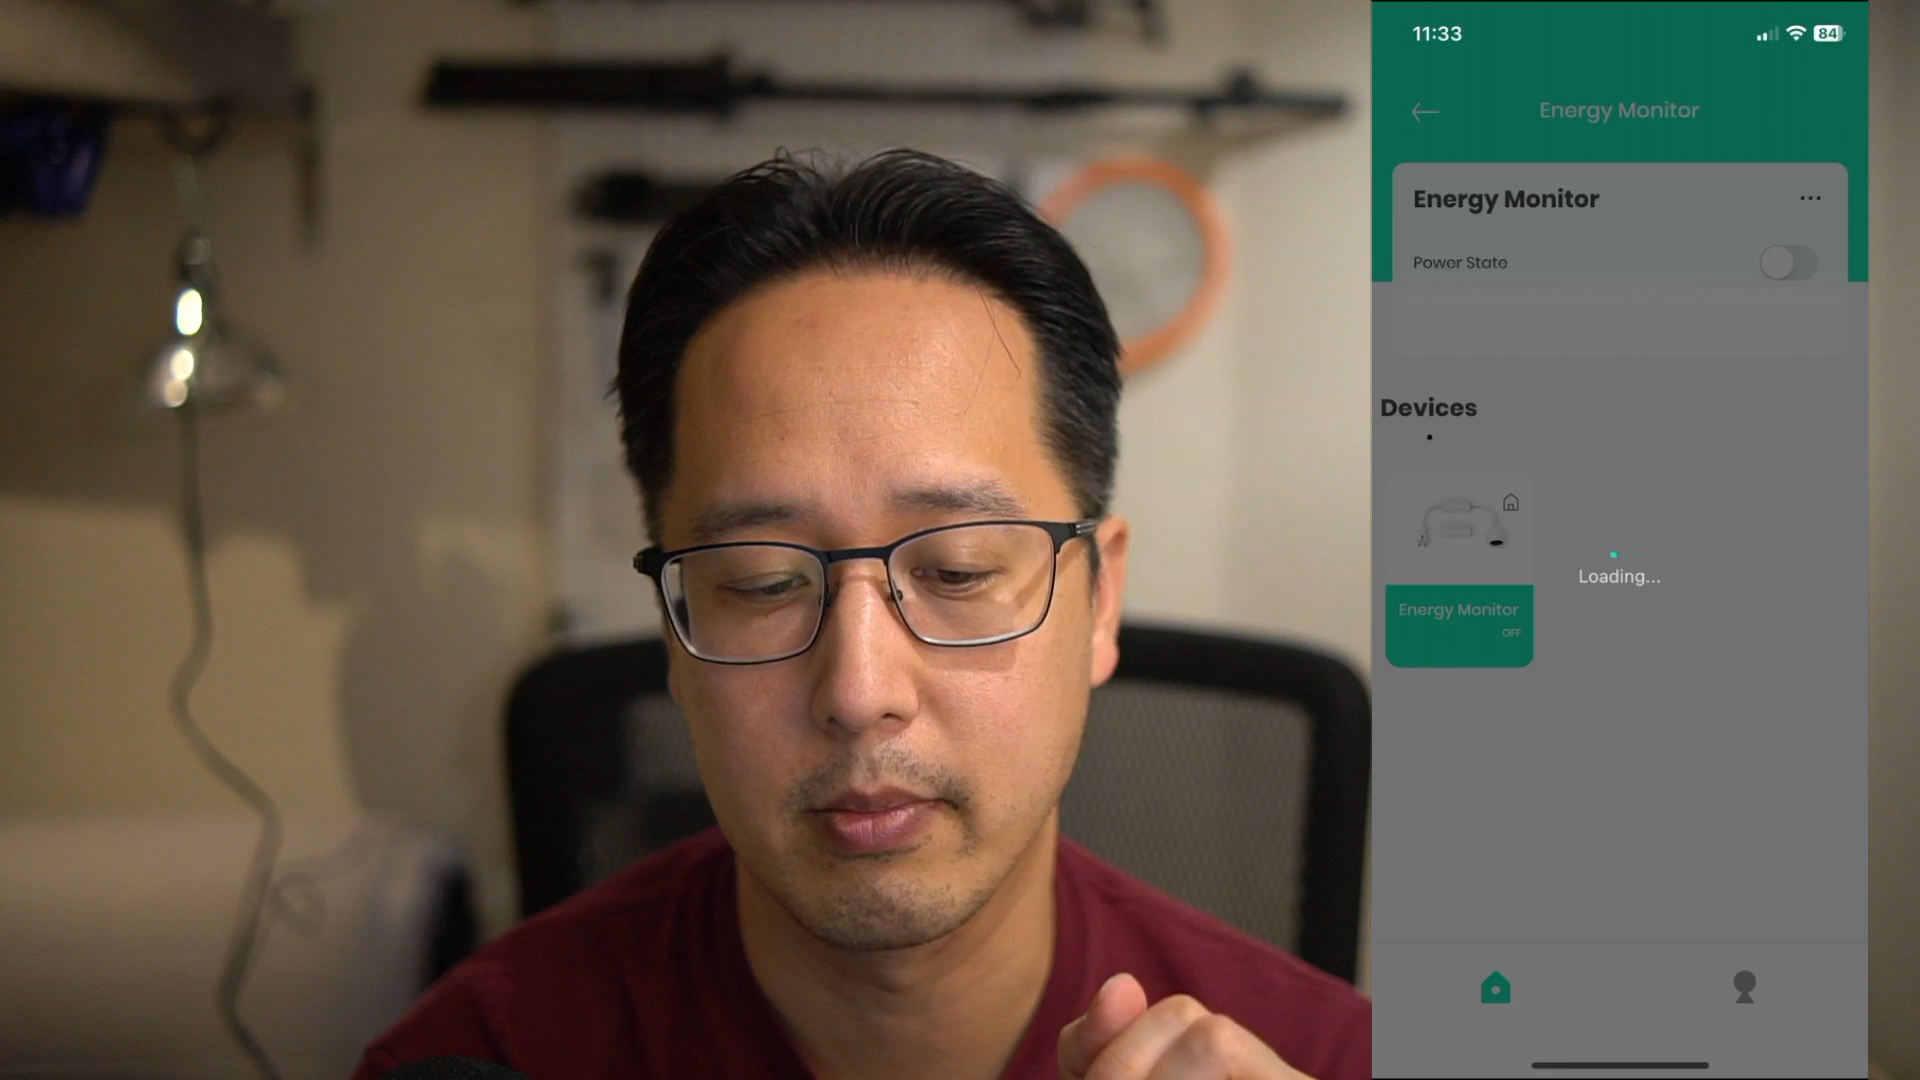 11:33
84
Energy Monitor
Energy Monitor
...
Power State
Devices
Loading...
Energy Monitor
OFF